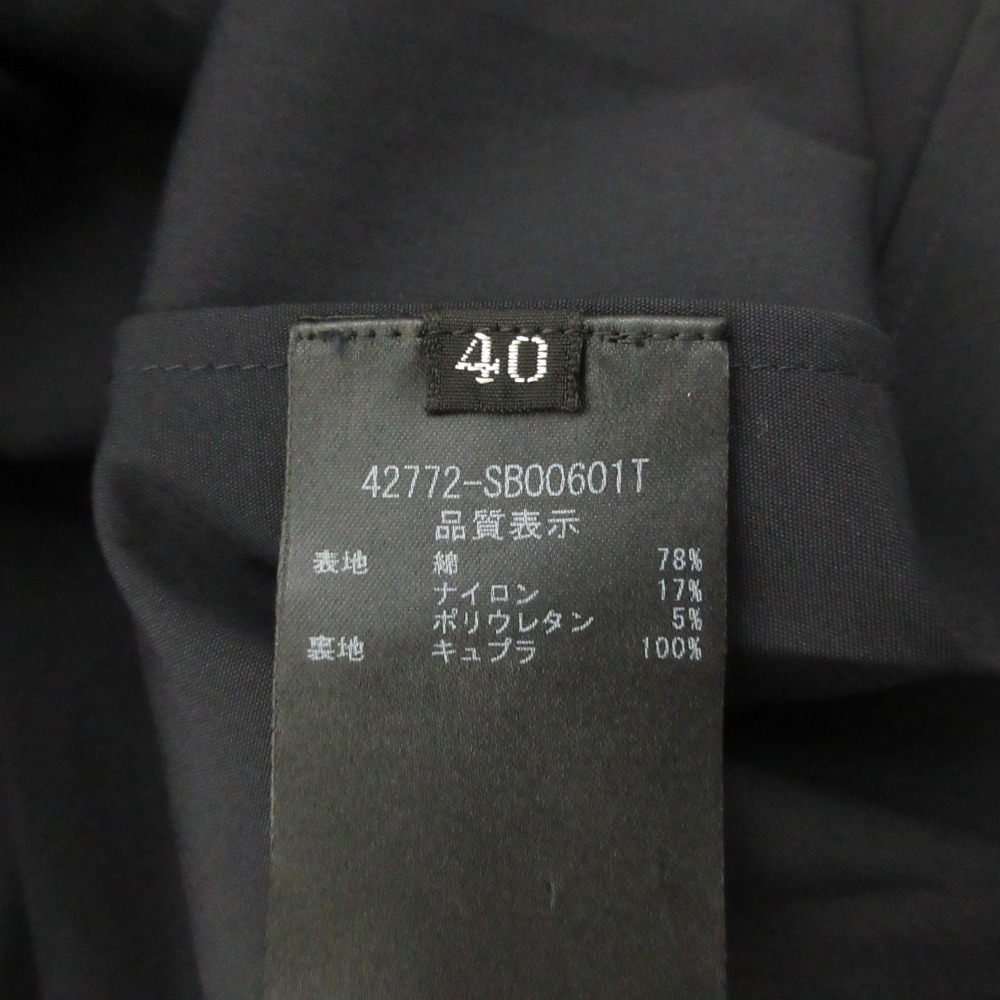 40
42772-SB00601T
品質表示
表地 綿 78%
ナイロン 17%
ポリウレタン 5%
裏地 キュプラ 100%